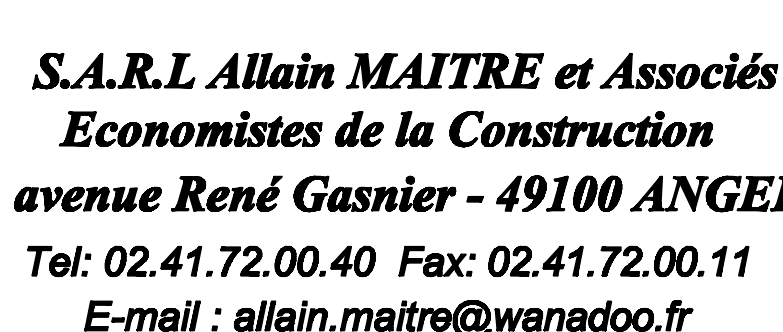 S.A.R.L Allain MAITRE et Associés
Economistes de la Construction
avenue René Gasnier - 49100 ANGE
Tel: 02.41.72.00.40 Fax: 02.41.72.00.11
E-mail : allain.maitre@wanadoo.fr